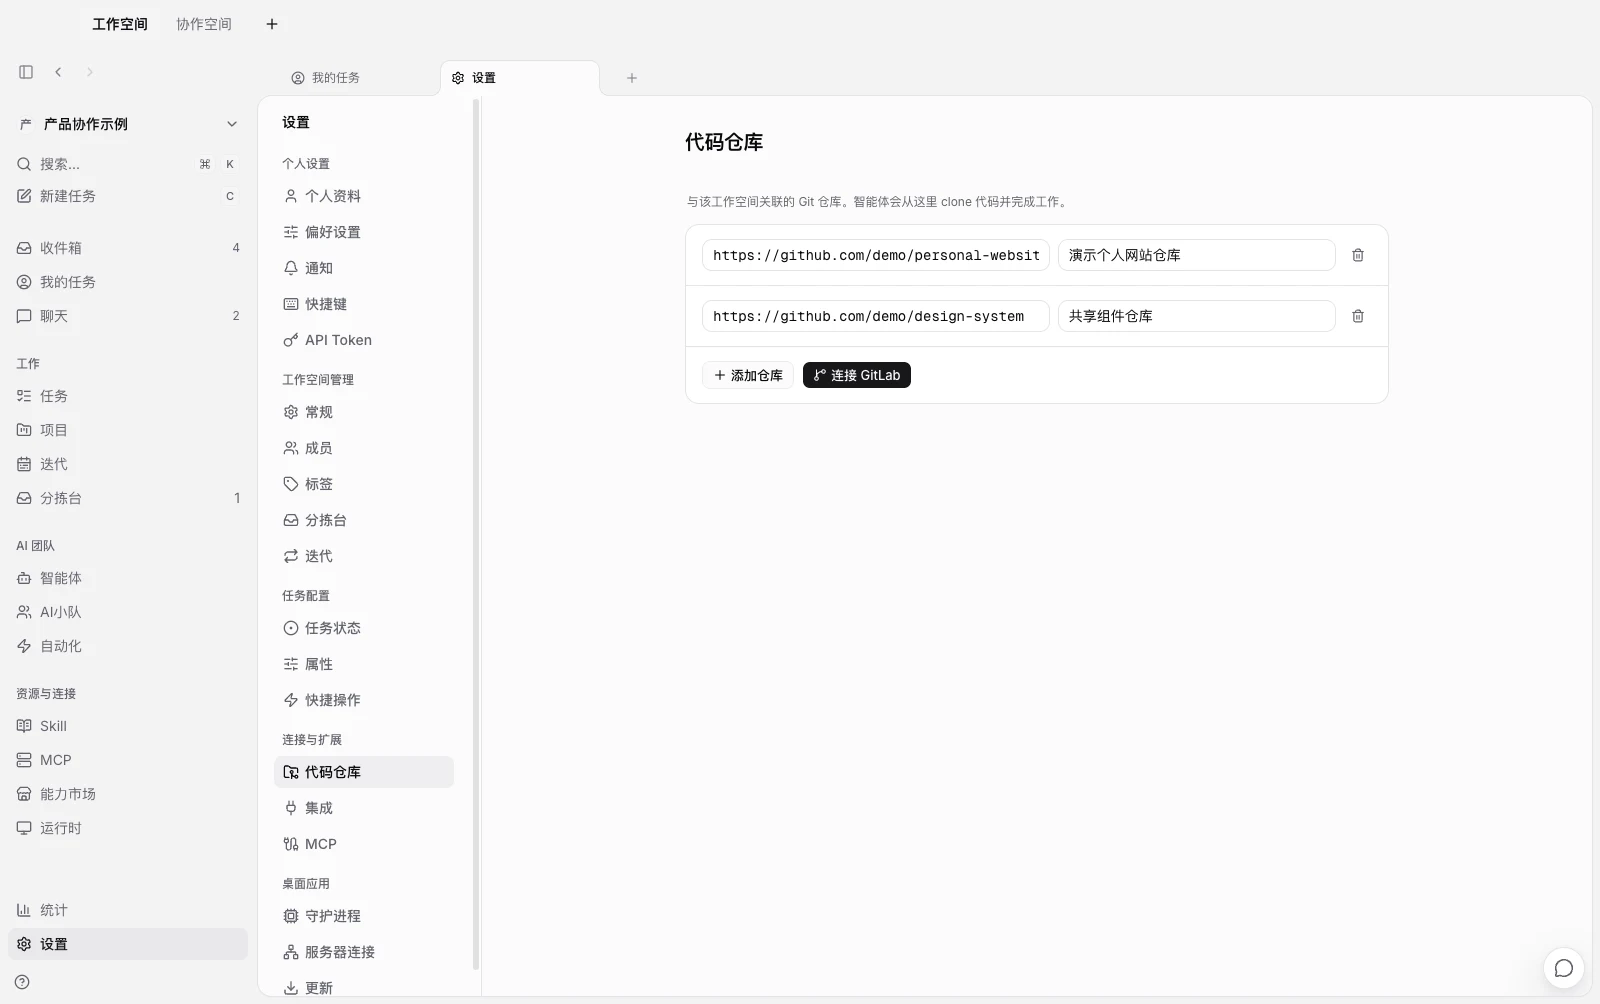 工作空间
协作空间
我的任务
设置
产品协作示例
搜索...
⌘ K
新建任务
C
收件箱
4
我的任务
聊天
2
工作
任务
项目
迭代
分拣台
1
AI 团队
智能体
AI小队
自动化
资源与连接
Skill
MCP
能力市场
运行时
统计
设置
设置
个人设置
个人资料
偏好设置
通知
快捷键
API Token
工作空间管理
常规
成员
标签
分拣台
迭代
任务配置
任务状态
属性
快捷操作
连接与扩展
代码仓库
集成
MCP
桌面应用
守护进程
服务器连接
更新
代码仓库
与该工作空间关联的 Git 仓库。智能体会从这里 clone 代码并完成工作。
https://github.com/demo/personal-websit
演示个人网站仓库
https://github.com/demo/design-system
共享组件仓库
添加仓库
连接 GitLab